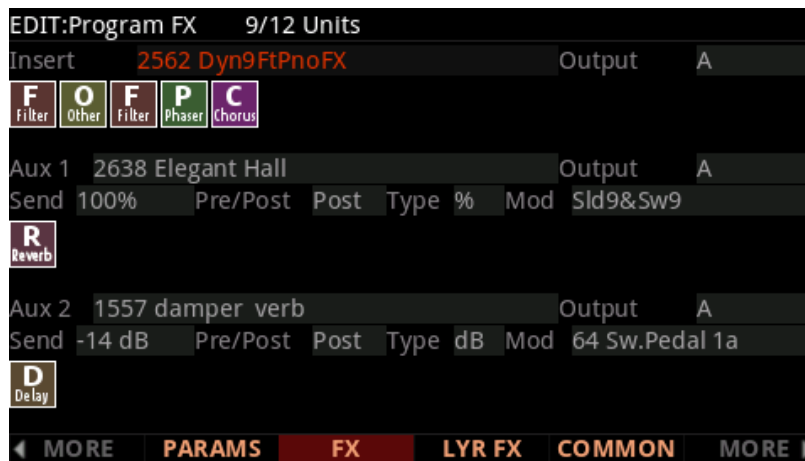 EDIT:Program FX 9/12 Units
Insert 2562 Dyn9FtPnoFX Output A
F O F P C
Filter Other Filter Phaser Chorus
Aux 1 2638 Elegant Hall Output A
Send 100% Pre/Post Post Type % Mod Sld9&Sw9
R
Reverb
Aux 2 1557 damper verb Output A
Send -14 dB Pre/Post Post Type dB Mod 64 Sw.Pedal 1a
D
Delay
MORE PARAMS FX LYR FX COMMON MORE